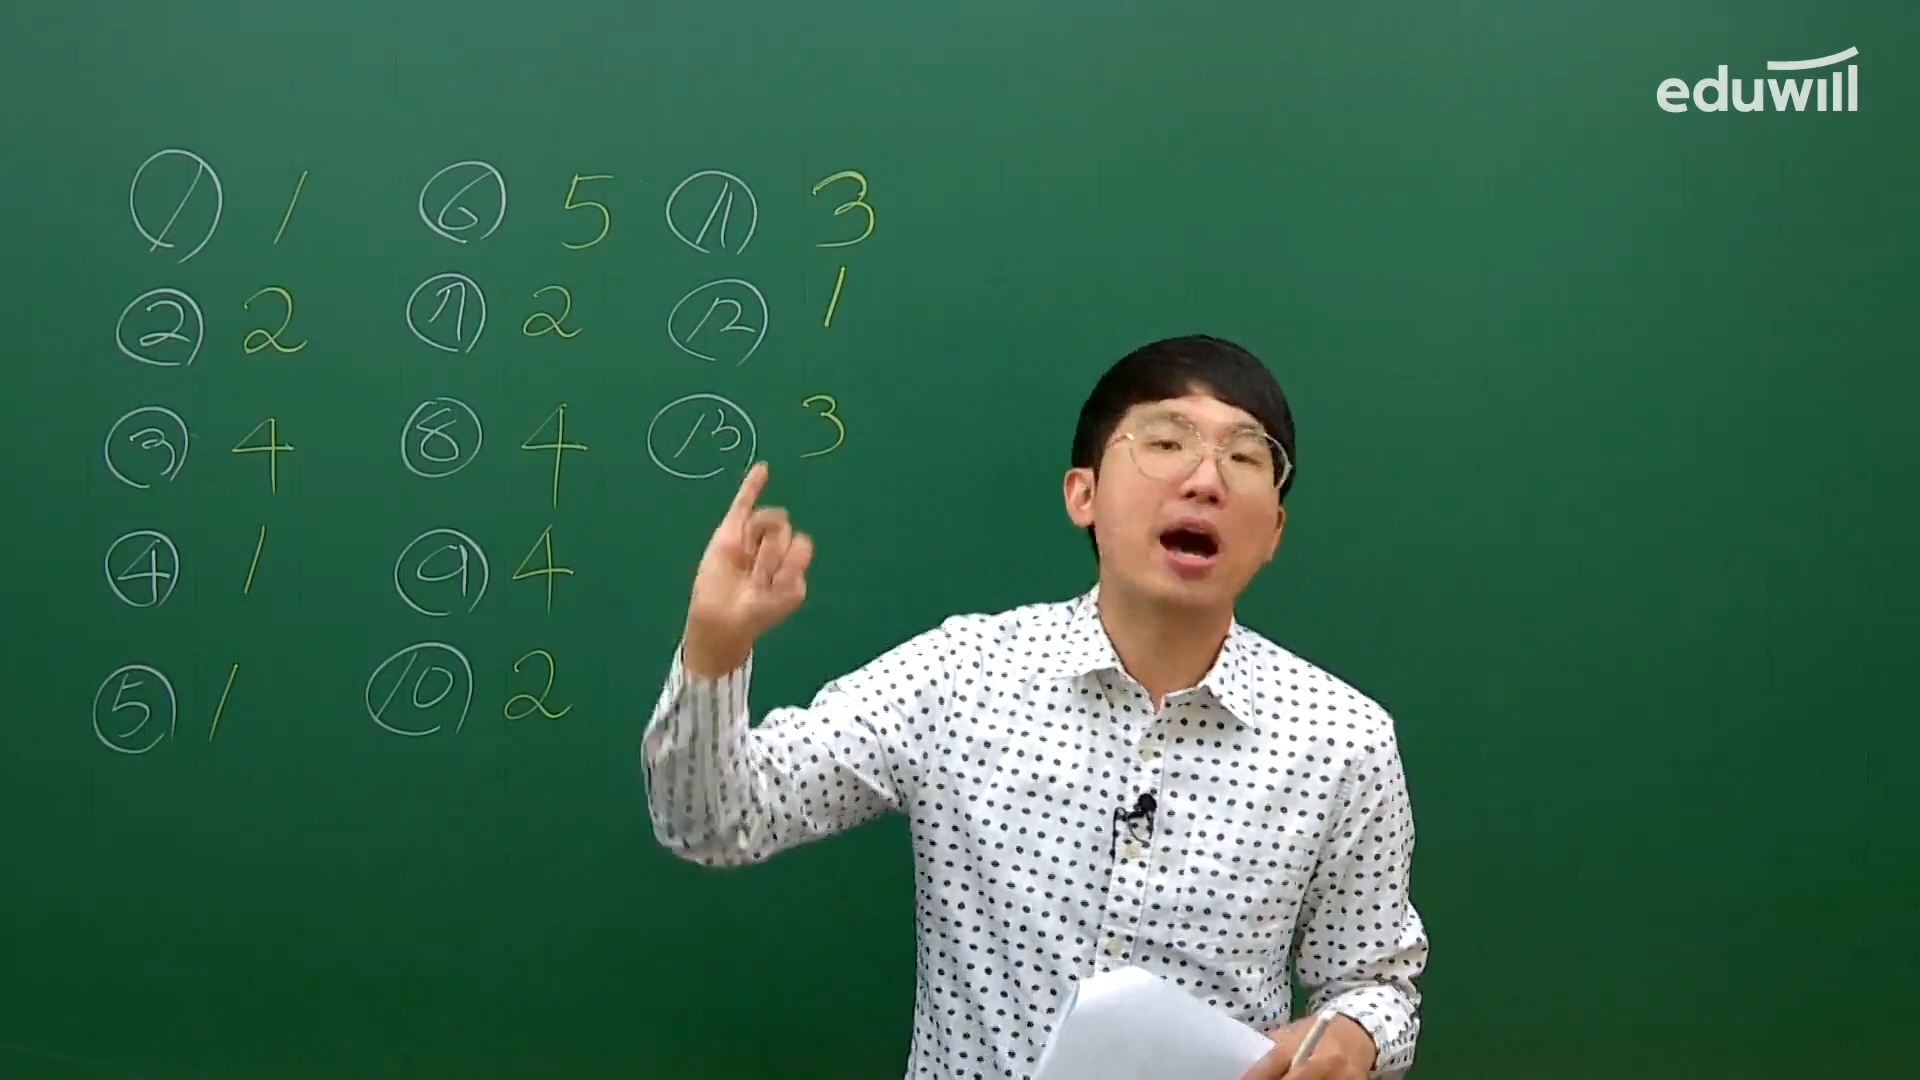 eduwill
① 1 ⑥ 5 ⑪ 3
② 2 ⑦ 2 ⑫ 1
③ 4 ⑧ 4 ⑬ 3
④ 1 ⑨ 4
⑤ 1 ⑩ 2